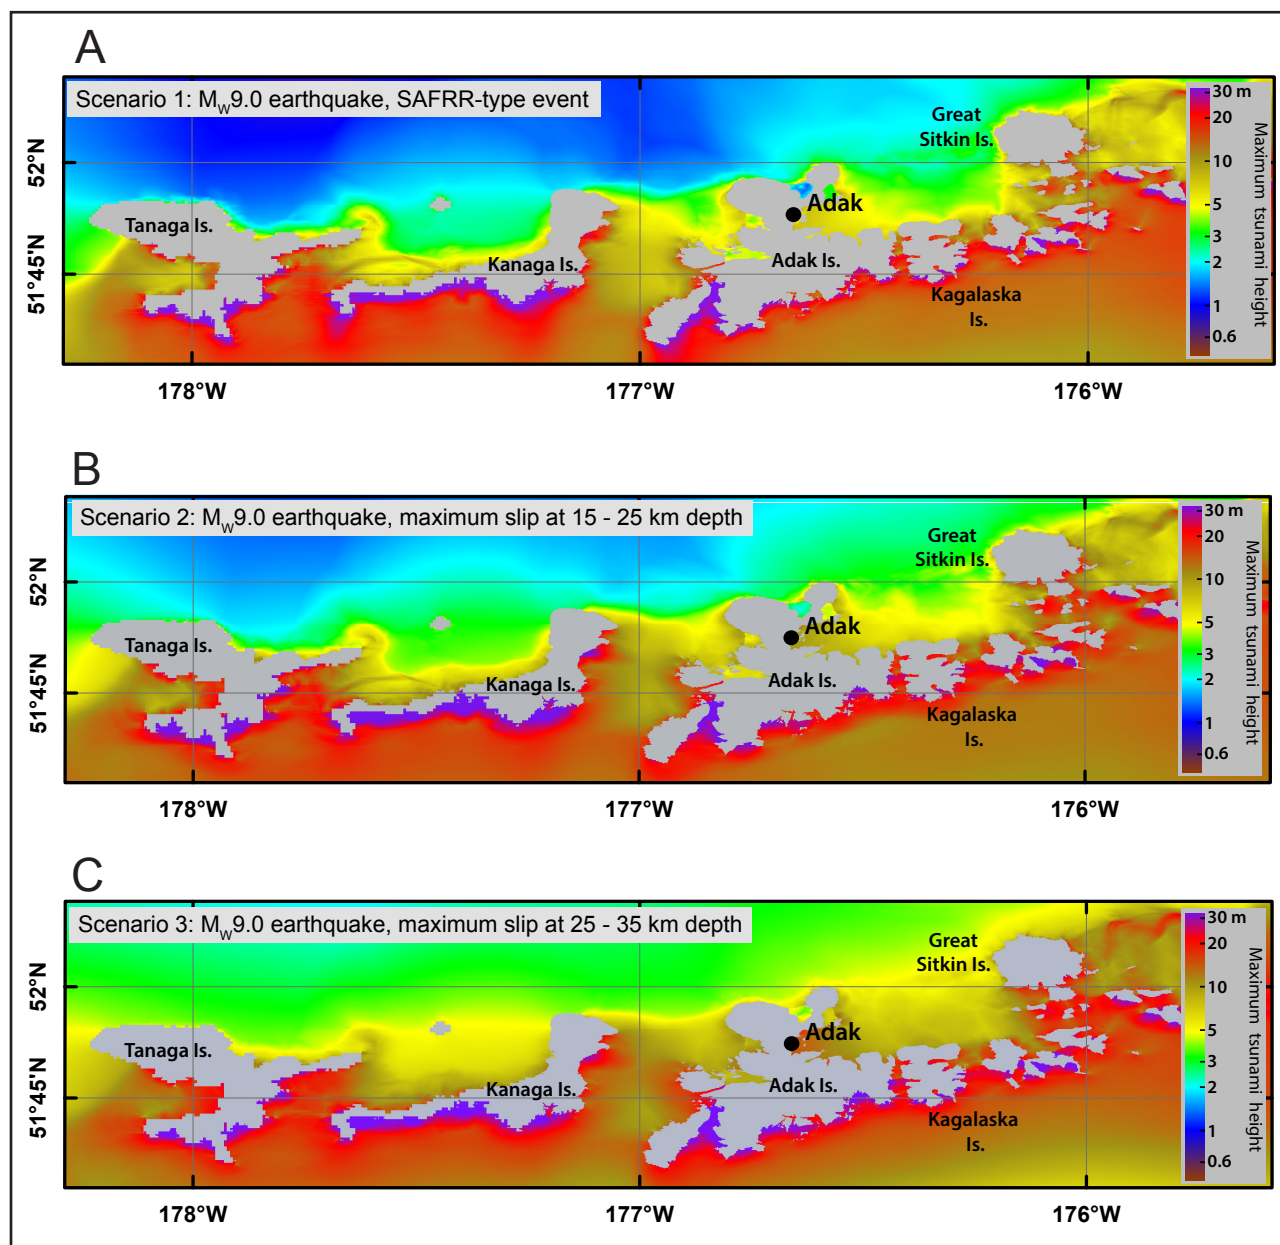 A
Scenario 1: MW9.0 earthquake, SAFRR-type event
Great
Sitkin Is.
Adak
Tanaga Is.
Kanaga Is.
Adak Is.
Kagalaska
Is.
30 m
20
10
5
3
2
1
0.6
Maximum tsunami height
52°N
51°45'N
178°W
177°W
176°W
B
Scenario 2: MW9.0 earthquake, maximum slip at 15 - 25 km depth
Great
Sitkin Is.
Adak
Tanaga Is.
Kanaga Is.
Adak Is.
Kagalaska
Is.
30 m
20
10
5
3
2
1
0.6
Maximum tsunami height
52°N
51°45'N
178°W
177°W
176°W
C
Scenario 3: MW9.0 earthquake, maximum slip at 25 - 35 km depth
Great
Sitkin Is.
Adak
Tanaga Is.
Kanaga Is.
Adak Is.
Kagalaska
Is.
30 m
20
10
5
3
2
1
0.6
Maximum tsunami height
52°N
51°45'N
178°W
177°W
176°W